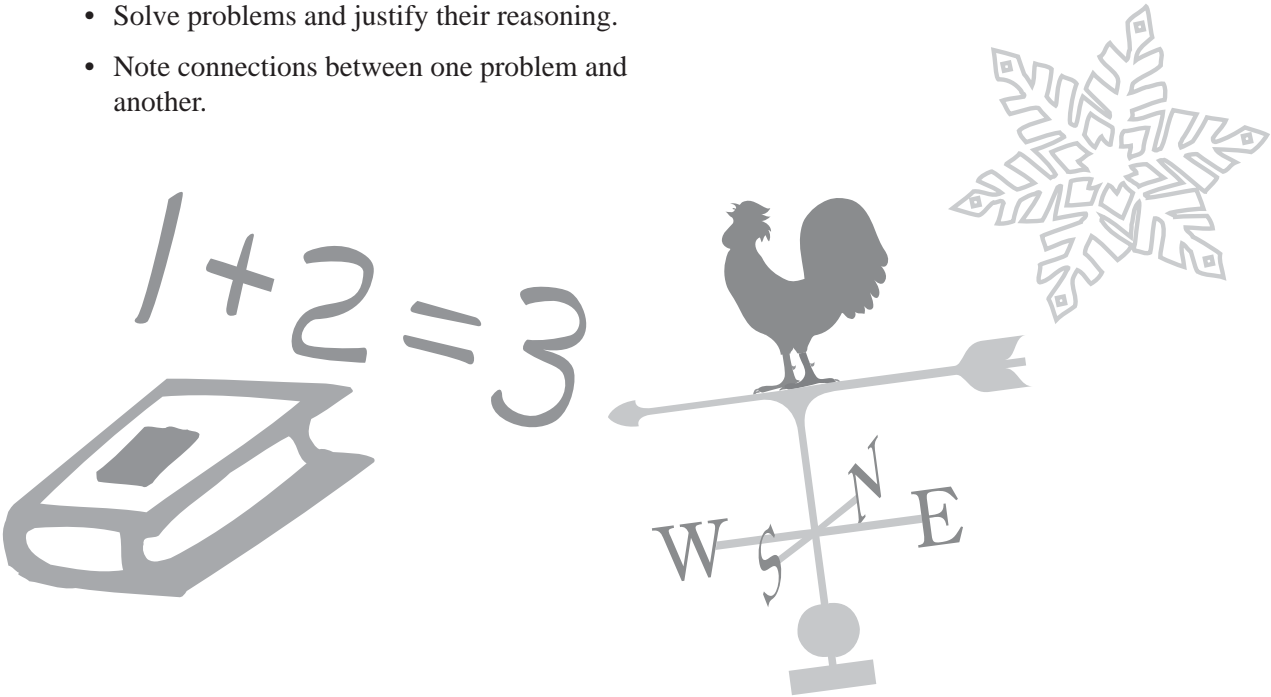 • Solve problems and justify their reasoning.
• Note connections between one problem and
another.
1+2=3
N
W
E
S